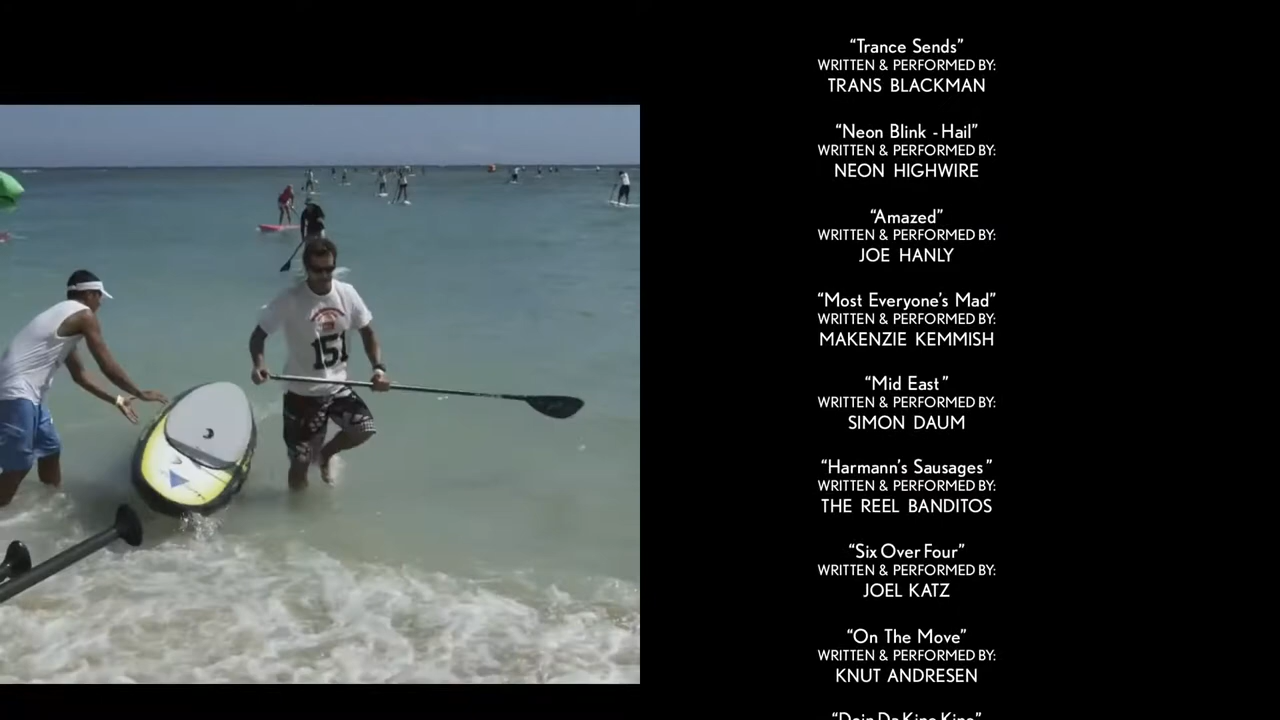 “Trance Sends”
WRITTEN & PERFORMED BY:
TRANS BLACKMAN
“Neon Blink - Hail”
WRITTEN & PERFORMED BY:
NEON HIGHWIRE
“Amazed”
WRITTEN & PERFORMED BY:
JOE HANLY
“Most Everyone’s Mad”
WRITTEN & PERFORMED BY:
MAKENZIE KEMMISH
“Mid East”
WRITTEN & PERFORMED BY:
SIMON DAUM
“Harmann’s Sausages”
WRITTEN & PERFORMED BY:
THE REEL BANDITOS
“Six Over Four”
WRITTEN & PERFORMED BY:
JOEL KATZ
“On The Move”
WRITTEN & PERFORMED BY:
KNUT ANDRESEN
151